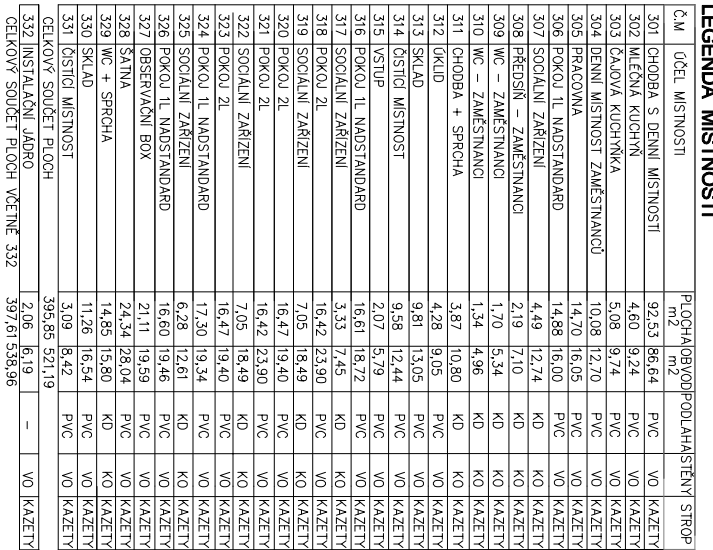 LEGENDA MÍSTNOSTÍ
Č.M ÚČEL MÍSTNOSTI PLOCHA m2 OBVOD m2 PODLAHA STĚNY STROP
301 CHODBA S DENNÍ MÍSTNOSTÍ 92,53 86,64 PVC VO KAZETY
302 MLÉČNÁ KUCHYŇ 4,60 9,24 PVC VO KAZETY
303 ČAJOVÁ KUCHYŇKA 5,08 9,74 PVC VO KAZETY
304 DENNÍ MÍSTNOST ZAMĚSTNANCŮ 10,08 12,70 PVC VO KAZETY
305 PRACOVNA 14,70 16,05 PVC VO KAZETY
306 POKOJ 1L NADSTANDARD 14,88 16,00 PVC VO KAZETY
307 SOCIÁLNÍ ZAŘÍZENÍ 4,49 12,74 KD KO KAZETY
308 PŘEDSÍŇ – ZAMĚSTNANCI 2,19 7,10 KD KO KAZETY
309 WC – ZAMĚSTNANCI 1,70 5,34 KD KO KAZETY
310 WC – ZAMĚSTNANCI 1,34 4,96 KD KO KAZETY
311 CHODBA + SPRCHA 3,87 10,80 KD KO KAZETY
312 ÚKLID 4,28 9,05 PVC VO KAZETY
313 SKLAD 9,81 13,05 PVC VO KAZETY
314 ČISTÍCÍ MÍSTNOST 9,58 12,44 PVC VO KAZETY
315 VSTUP 2,07 5,79 PVC VO KAZETY
316 POKOJ 1L NADSTANDARD 16,61 18,72 PVC VO KAZETY
317 SOCIÁLNÍ ZAŘÍZENÍ 3,33 7,45 KD KO KAZETY
318 POKOJ 2L 16,42 23,90 PVC VO KAZETY
319 SOCIÁLNÍ ZAŘÍZENÍ 7,05 18,49 KD KO KAZETY
320 POKOJ 2L 16,47 19,40 PVC VO KAZETY
321 POKOJ 2L 16,42 23,90 PVC VO KAZETY
322 SOCIÁLNÍ ZAŘÍZENÍ 7,05 18,49 KD KO KAZETY
323 POKOJ 2L 16,47 19,40 PVC VO KAZETY
324 POKOJ 1L NADSTANDARD 17,30 19,34 PVC VO KAZETY
325 SOCIÁLNÍ ZAŘÍZENÍ 6,28 12,61 KD KO KAZETY
326 POKOJ 1L NADSTANDARD 16,60 19,46 PVC VO KAZETY
327 OBSERVAČNÍ BOX 21,11 19,59 PVC VO KAZETY
328 ŠATNA 24,34 28,04 PVC VO KAZETY
329 WC + SPRCHA 14,85 15,80 KD KO KAZETY
330 SKLAD 11,26 16,54 PVC VO KAZETY
331 ČISTÍCÍ MÍSTNOST 3,09 8,42 PVC VO KAZETY
CELKOVÝ SOUČET PLOCH 395,85 521,19
332 INSTALAČNÍ JÁDRO 2,06 6,19 – VO KAZETY
CELKOVÝ SOUČET PLOCH VČETNĚ 332 397,61 538,96